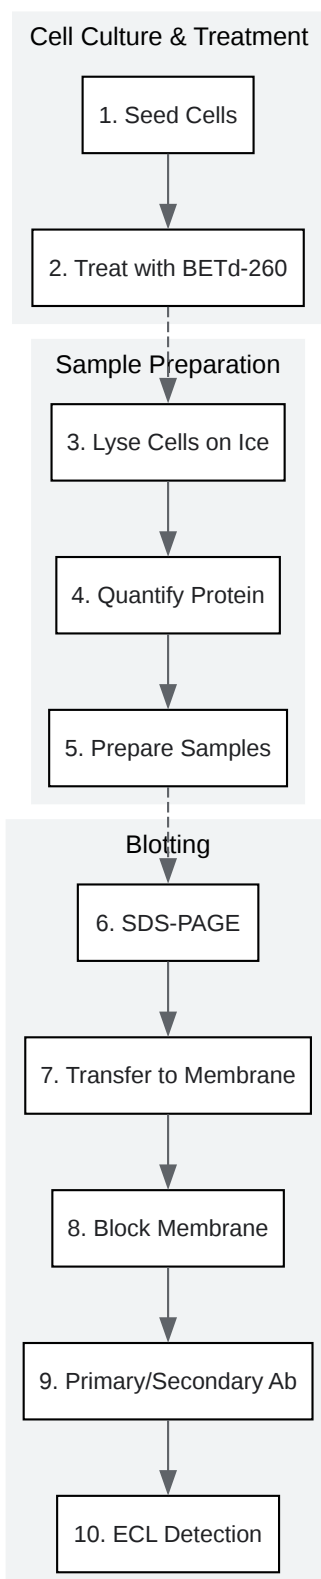 Cell Culture & Treatment
1. Seed Cells
2. Treat with BETd-260
Sample Preparation
3. Lyse Cells on Ice
4. Quantify Protein
5. Prepare Samples
Blotting
6. SDS-PAGE
7. Transfer to Membrane
8. Block Membrane
9. Primary/Secondary Ab
10. ECL Detection